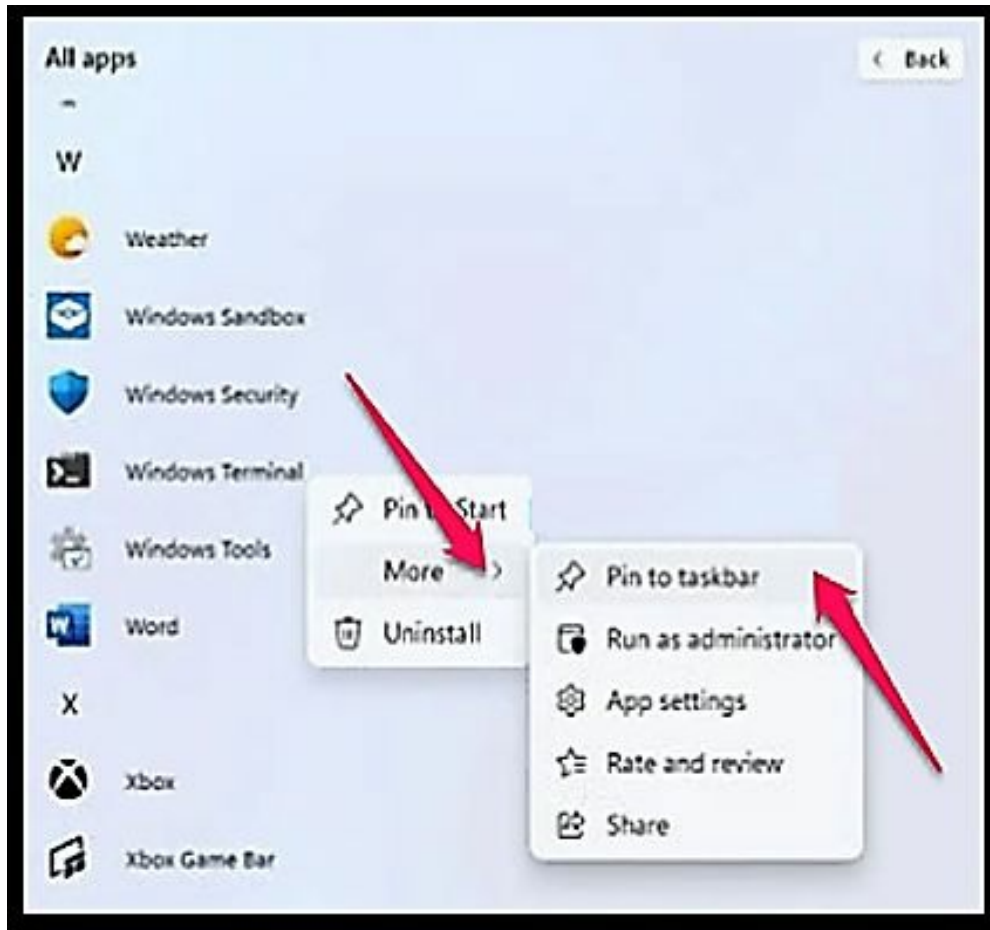 All apps
< Back
W
Weather
Windows Sandbox
Windows Security
Windows Terminal
Pin Start
Windows Tools
More >
Pin to taskbar
Word
Uninstall
Run as administrator
X
App settings
Xbox
Rate and review
Share
Xbox Game Bar